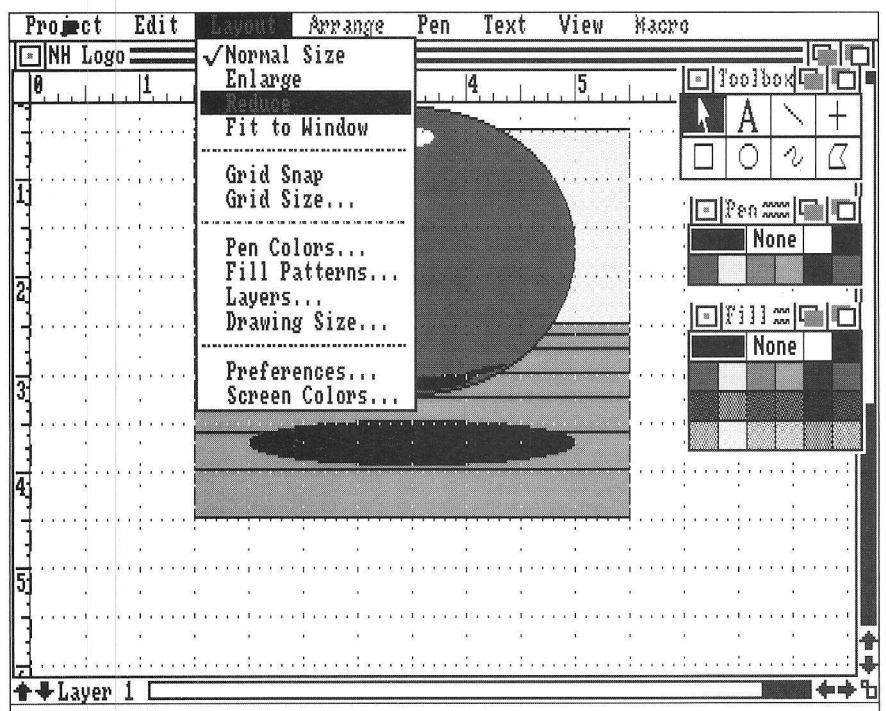 Project Edit Layout Arrange Pen Text View Macro
NH Logo
✓Normal Size
Enlarge
Reduce
Fit to Window
Grid Snap
Grid Size...
Pen Colors...
Fill Patterns...
Layers...
Drawing Size...
Preferences...
Screen Colors...
0 1 4 5
1
2
3
4
5
Toolbox
A
Pen
None
Fill
None
Layer 1